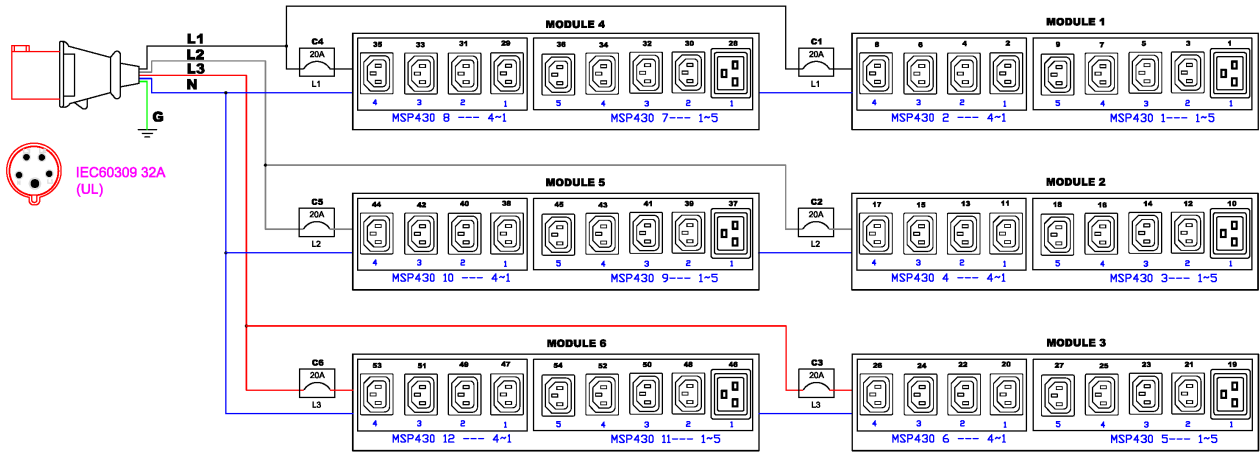 L1
L2
L3
N
G
IEC60309 32A
(UL)
MODULE 4
C4
20A
L1
35 33 31 29 36 34 32 30 28
4 3 2 1 5 4 3 2 1
MSP430 8 --- 4~1 MSP430 7--- 1~5
MODULE 1
C1
20A
L1
8 6 4 2 9 7 5 3 1
4 3 2 1 5 4 3 2 1
MSP430 2 --- 4~1 MSP430 1--- 1~5
MODULE 5
C5
20A
L2
44 42 40 38 45 43 41 39 37
4 3 2 1 5 4 3 2 1
MSP430 10 --- 4~1 MSP430 9--- 1~5
MODULE 2
C2
20A
L2
17 15 13 11 18 16 14 12 10
4 3 2 1 5 4 3 2 1
MSP430 4 --- 4~1 MSP430 3--- 1~5
MODULE 6
C6
20A
L3
53 51 49 47 54 52 50 48 46
4 3 2 1 5 4 3 2 1
MSP430 12 --- 4~1 MSP430 11--- 1~5
MODULE 3
C3
20A
L3
26 24 22 20 27 25 23 21 19
4 3 2 1 5 4 3 2 1
MSP430 6 --- 4~1 MSP430 5--- 1~5